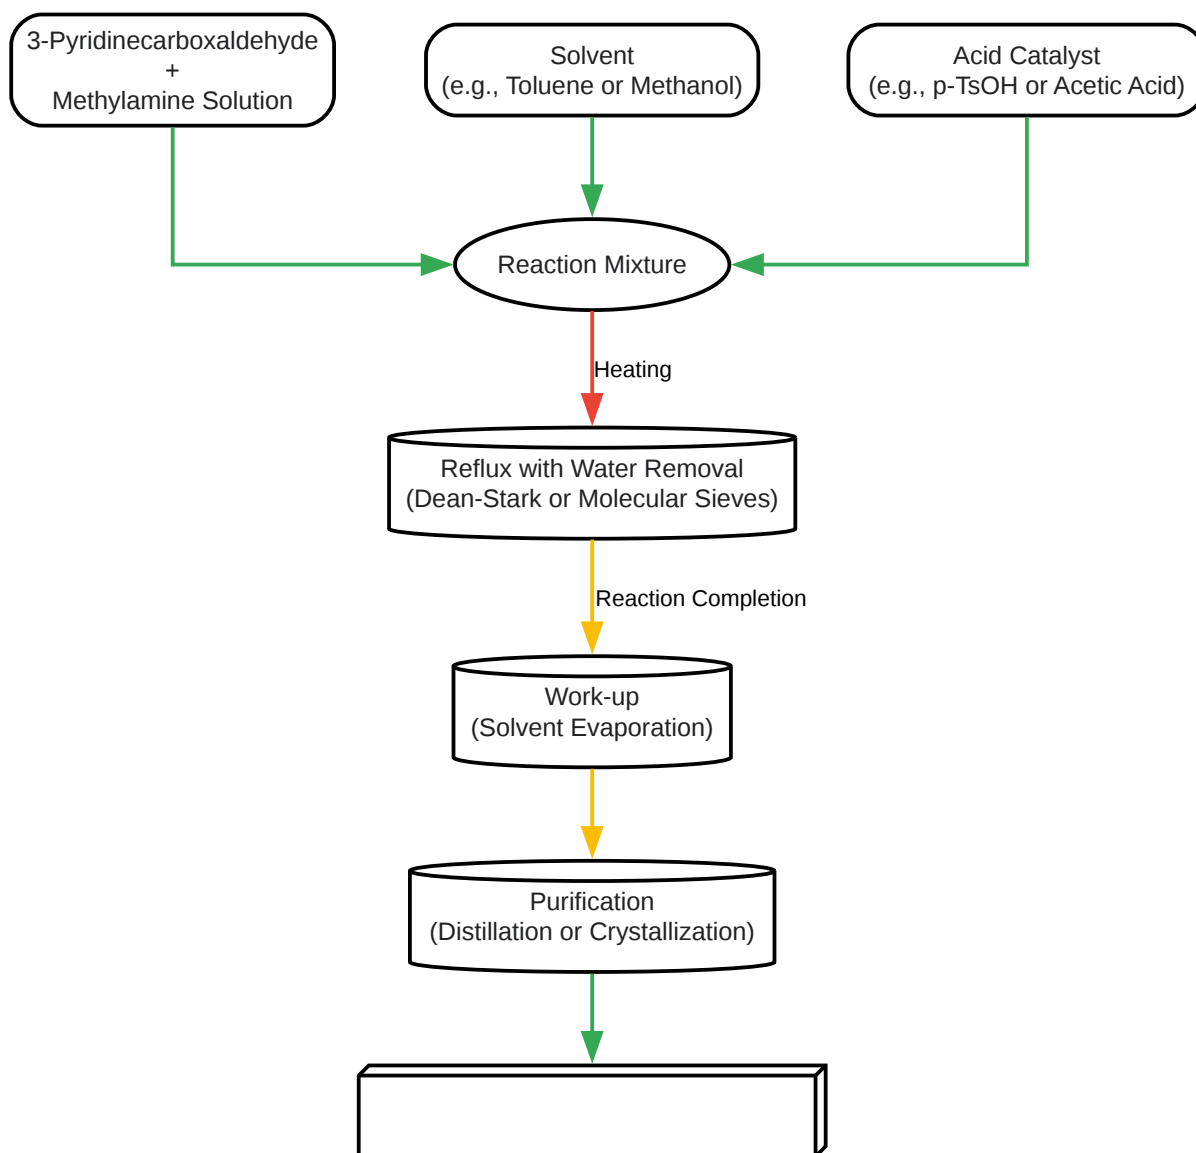 3-Pyridinecarboxaldehyde
+
Methylamine Solution
Solvent
(e.g., Toluene or Methanol)
Acid Catalyst
(e.g., p-TsOH or Acetic Acid)
Reaction Mixture
Heating
Reflux with Water Removal
(Dean-Stark or Molecular Sieves)
Reaction Completion
Work-up
(Solvent Evaporation)
Purification
(Distillation or Crystallization)